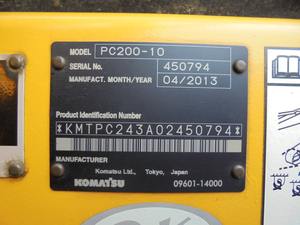 MODEL PC200-10
SERIAL No. 450794
MANUFACT. MONTH/YEAR 04/2013
Product Identification Number
*KMTPC243A02450794*
MANUFACTURER
Komatsu Ltd., Tokyo, Japan
KOMATSU 09601-14000